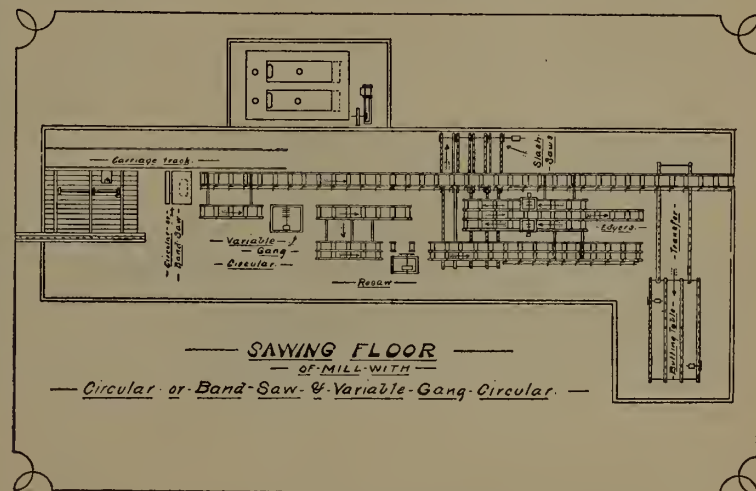 Carriage track.
Circular-or-
Band-Saw
Variable
Gang
Circular.
Resaw
Slash
Saws
Edgers.
Transfer
Butting Table
SAWING FLOOR
OF-MILL-WITH
Circular-or-Band-Saw-&-Variable-Gang-Circular.